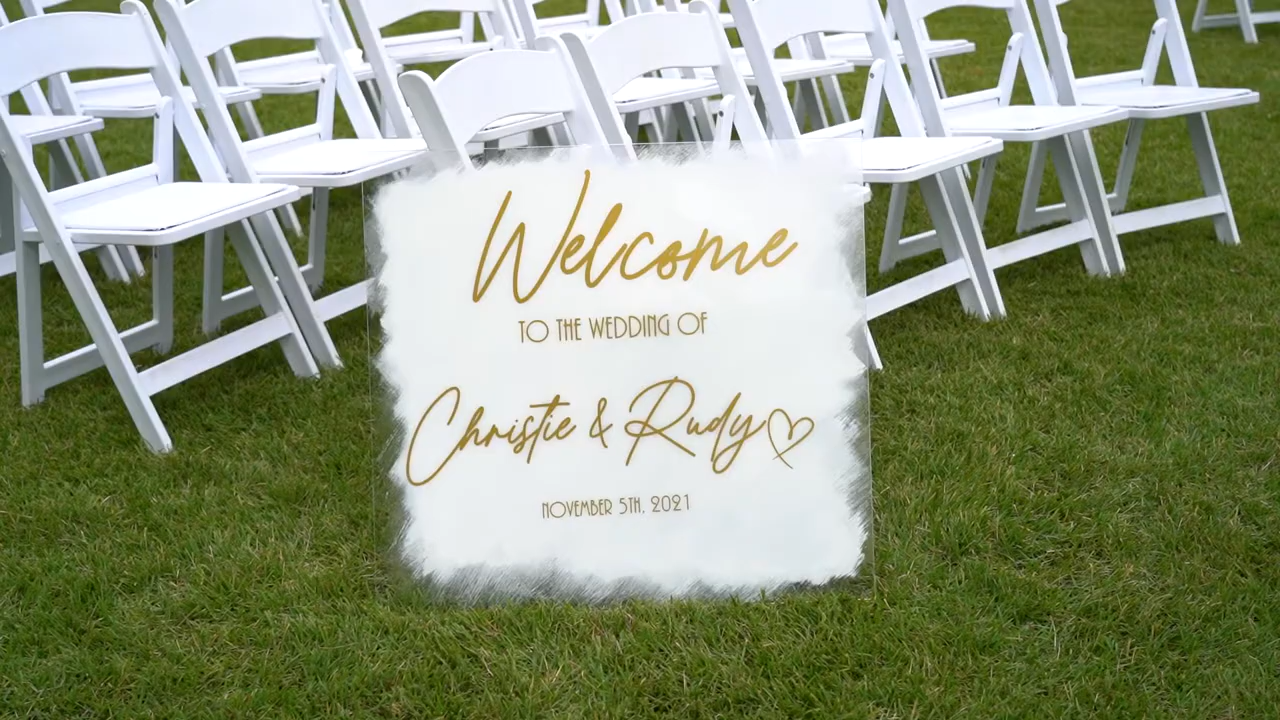 Welcome
TO THE WEDDING OF
Christie & Rudy
NOVEMBER 5TH, 2021